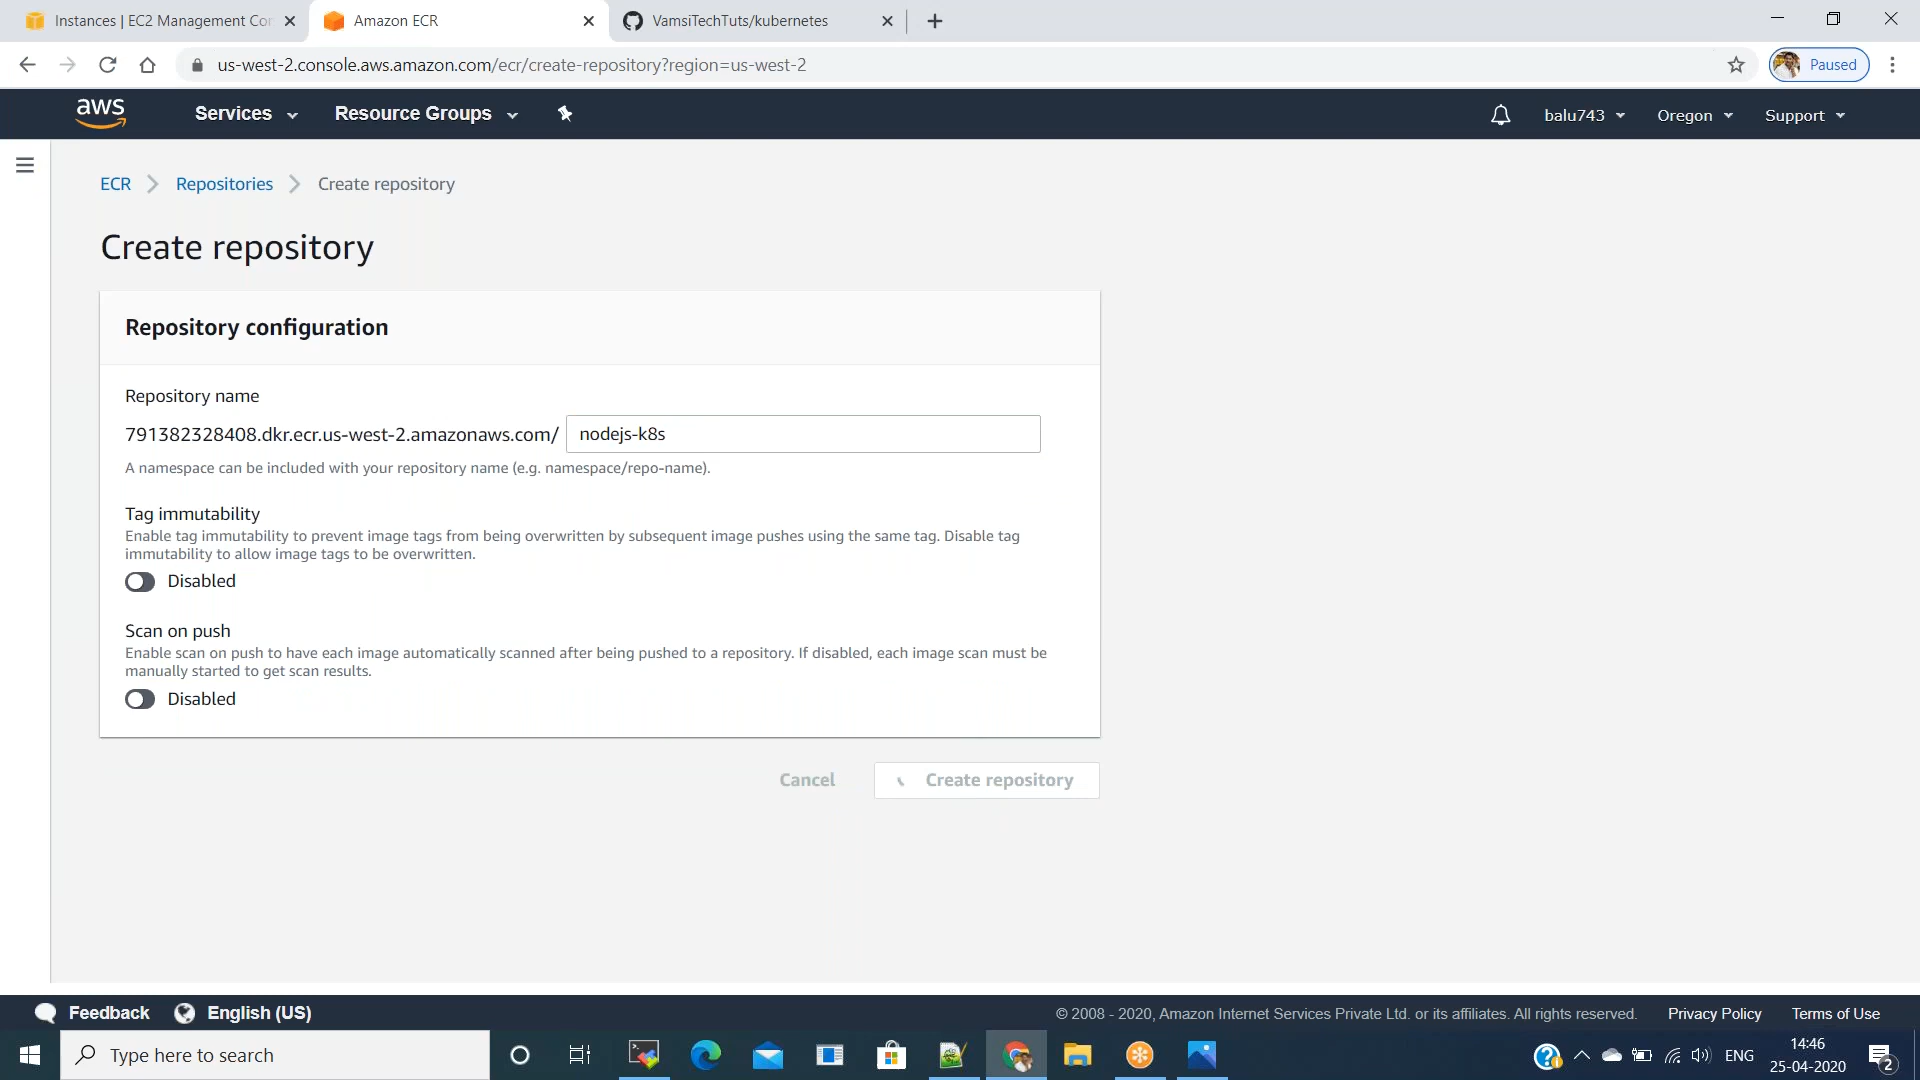 Instances | EC2 Management Con
Amazon ECR
VamsiTechTuts/kubernetes
us-west-2.console.aws.amazon.com/ecr/create-repository?region=us-west-2
Paused
aws
Services
Resource Groups
balu743
Oregon
Support
ECR
Repositories
Create repository
Create repository
Repository configuration
Repository name
791382328408.dkr.ecr.us-west-2.amazonaws.com/
nodejs-k8s
A namespace can be included with your repository name (e.g. namespace/repo-name).
Tag immutability
Enable tag immutability to prevent image tags from being overwritten by subsequent image pushes using the same tag. Disable tag
immutability to allow image tags to be overwritten.
Disabled
Scan on push
Enable scan on push to have each image automatically scanned after being pushed to a repository. If disabled, each image scan must be
manually started to get scan results.
Disabled
Cancel
Create repository
Feedback
English (US)
© 2008 - 2020, Amazon Internet Services Private Ltd. or its affiliates. All rights reserved.
Privacy Policy
Terms of Use
Type here to search
ENG
14:46
25-04-2020
2